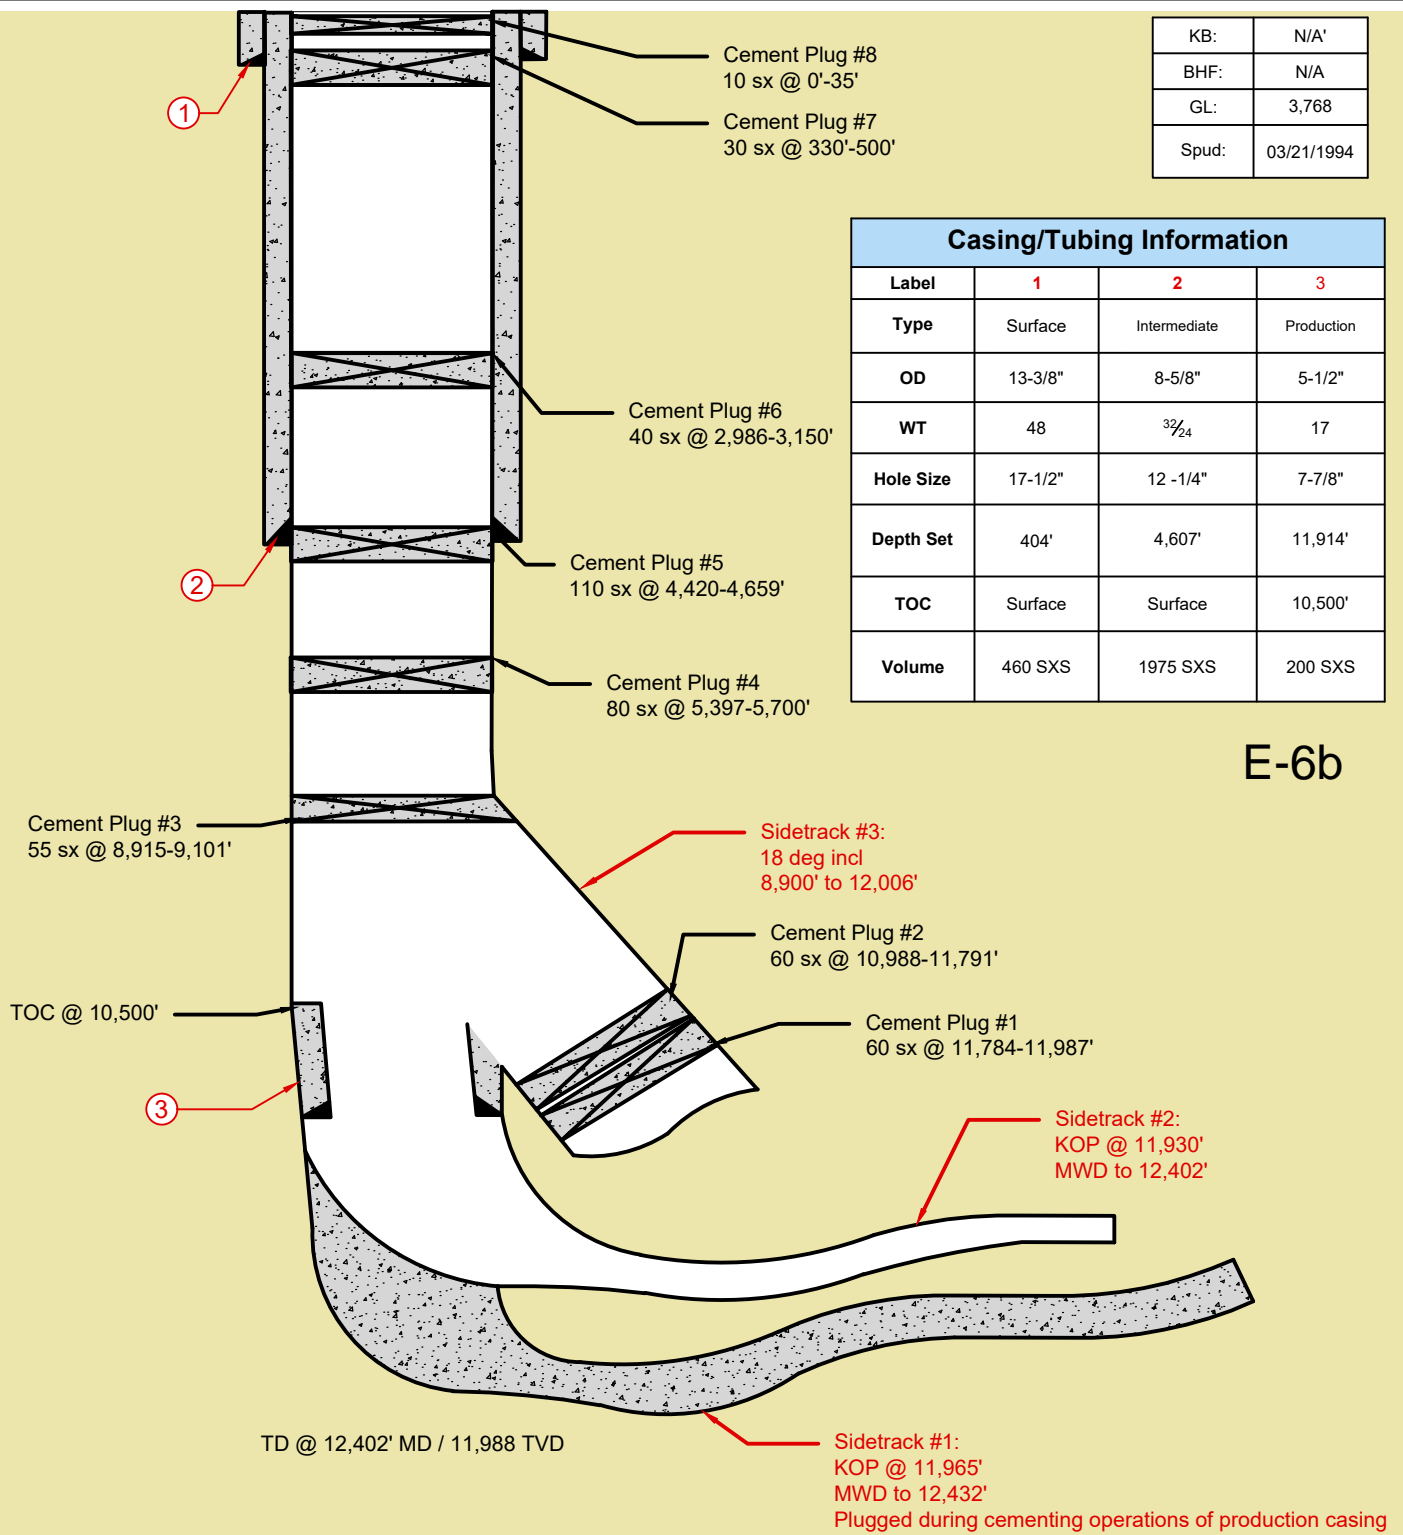 Cement Plug #8
10 sx @ 0'-35'
Cement Plug #7
30 sx @ 330'-500'
KB: N/A'
BHF: N/A
GL: 3,768
Spud: 03/21/1994
1
Casing/Tubing Information
Label 1 2 3
Type Surface Intermediate Production
OD 13-3/8" 8-5/8" 5-1/2"
WT 48 32/24 17
Hole Size 17-1/2" 12 -1/4" 7-7/8"
Depth Set 404' 4,607' 11,914'
TOC Surface Surface 10,500'
Volume 460 SXS 1975 SXS 200 SXS
Cement Plug #6
40 sx @ 2,986-3,150'
2
Cement Plug #5
110 sx @ 4,420-4,659'
Cement Plug #4
80 sx @ 5,397-5,700'
E-6b
Cement Plug #3
55 sx @ 8,915-9,101'
Sidetrack #3:
18 deg incl
8,900' to 12,006'
Cement Plug #2
60 sx @ 10,988-11,791'
TOC @ 10,500'
Cement Plug #1
60 sx @ 11,784-11,987'
3
Sidetrack #2:
KOP @ 11,930'
MWD to 12,402'
TD @ 12,402' MD / 11,988 TVD
Sidetrack #1:
KOP @ 11,965'
MWD to 12,432'
Plugged during cementing operations of production casing